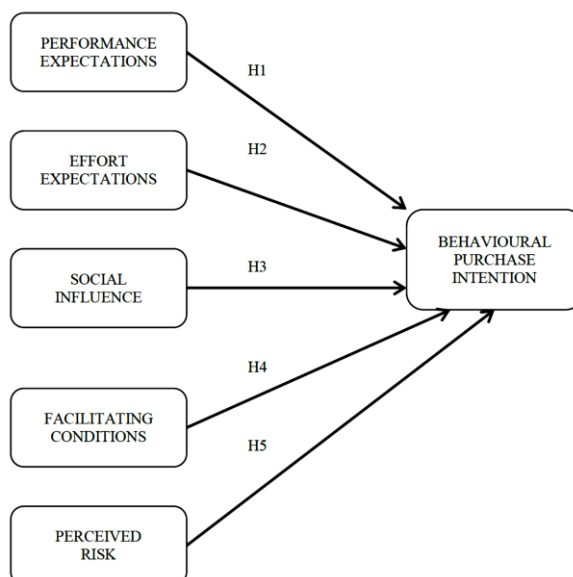 PERFORMANCE
EXPECTATIONS
H1
EFFORT
EXPECTATIONS
H2
SOCIAL
INFLUENCE
H3
BEHAVIOURAL
PURCHASE
INTENTION
FACILITATING
CONDITIONS
H4
PERCEIVED
RISK
H5